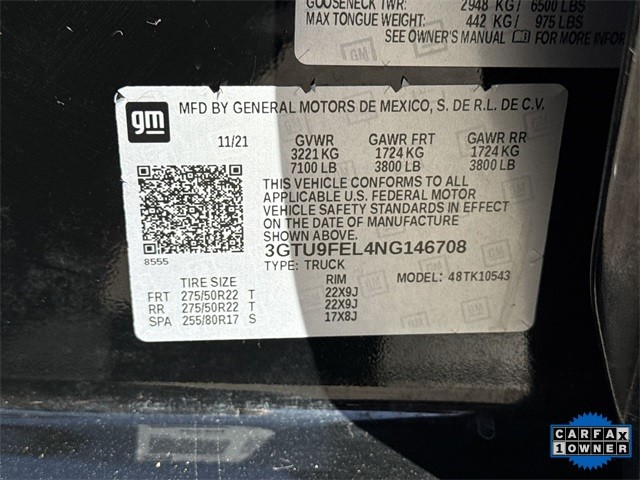 GOOSENECK TWR: 2948 KG/ 6500 LBS
MAX TONGUE WEIGHT: 442 KG/ 975 LBS
SEE OWNER'S MANUAL FOR MORE INFOR
gm
MFD BY GENERAL MOTORS DE MEXICO, S. DE R.L. DE C.V.
11/21 GVWR GAWR FRT GAWR RR
3221 KG 1724 KG 1724 KG
7100 LB 3800 LB 3800 LB
THIS VEHICLE CONFORMS TO ALL
APPLICABLE U.S. FEDERAL MOTOR
VEHICLE SAFETY STANDARDS IN EFFECT
ON THE DATE OF MANUFACTURE
SHOWN ABOVE.
3GTU9FEL4NG146708
8555
TYPE: TRUCK
MODEL: 48TK10543
TIRE SIZE RIM
FRT 275/50R22 T 22X9J
RR 275/50R22 T 22X9J
SPA 255/80R17 S 17X8J
CARFAX
1 OWNER